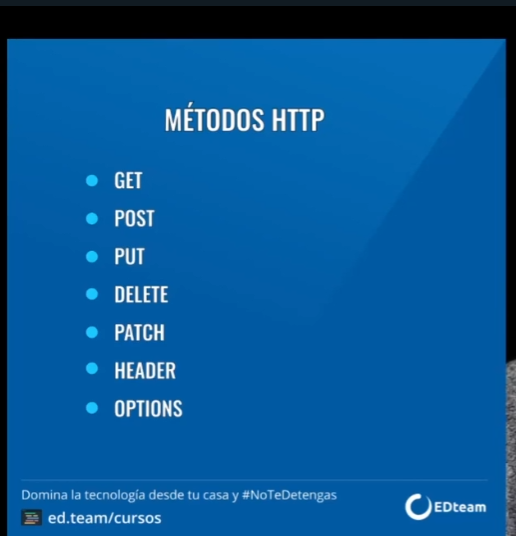 MÉTODOS HTTP
GET
POST
PUT
DELETE
PATCH
HEADER
OPTIONS
Domina la tecnología desde tu casa y #NoTeDetengas
ed.team/cursos
EDteam